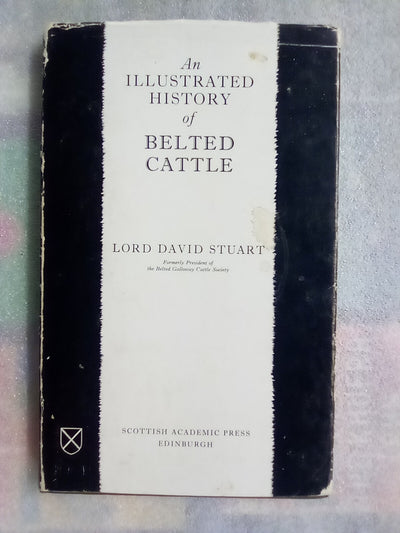 An
ILLUSTRATED
HISTORY
of
BELTED
CATTLE
LORD DAVID STUART
Formerly President of
the Belted Galloway Cattle Society
SCOTTISH ACADEMIC PRESS
EDINBURGH